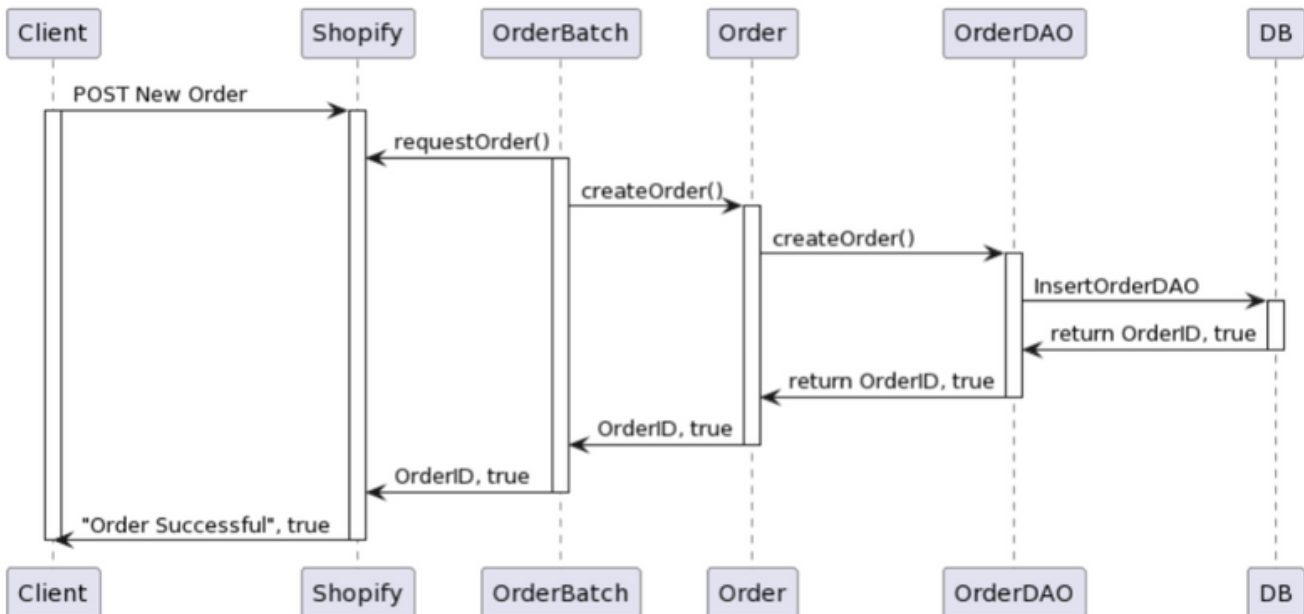 Client Shopify OrderBatch Order OrderDAO DB
POST New Order
requestOrder()
createOrder()
createOrder()
InsertOrderDAO
return OrderID, true
return OrderID, true
OrderID, true
OrderID, true
"Order Successful", true
Client Shopify OrderBatch Order OrderDAO DB